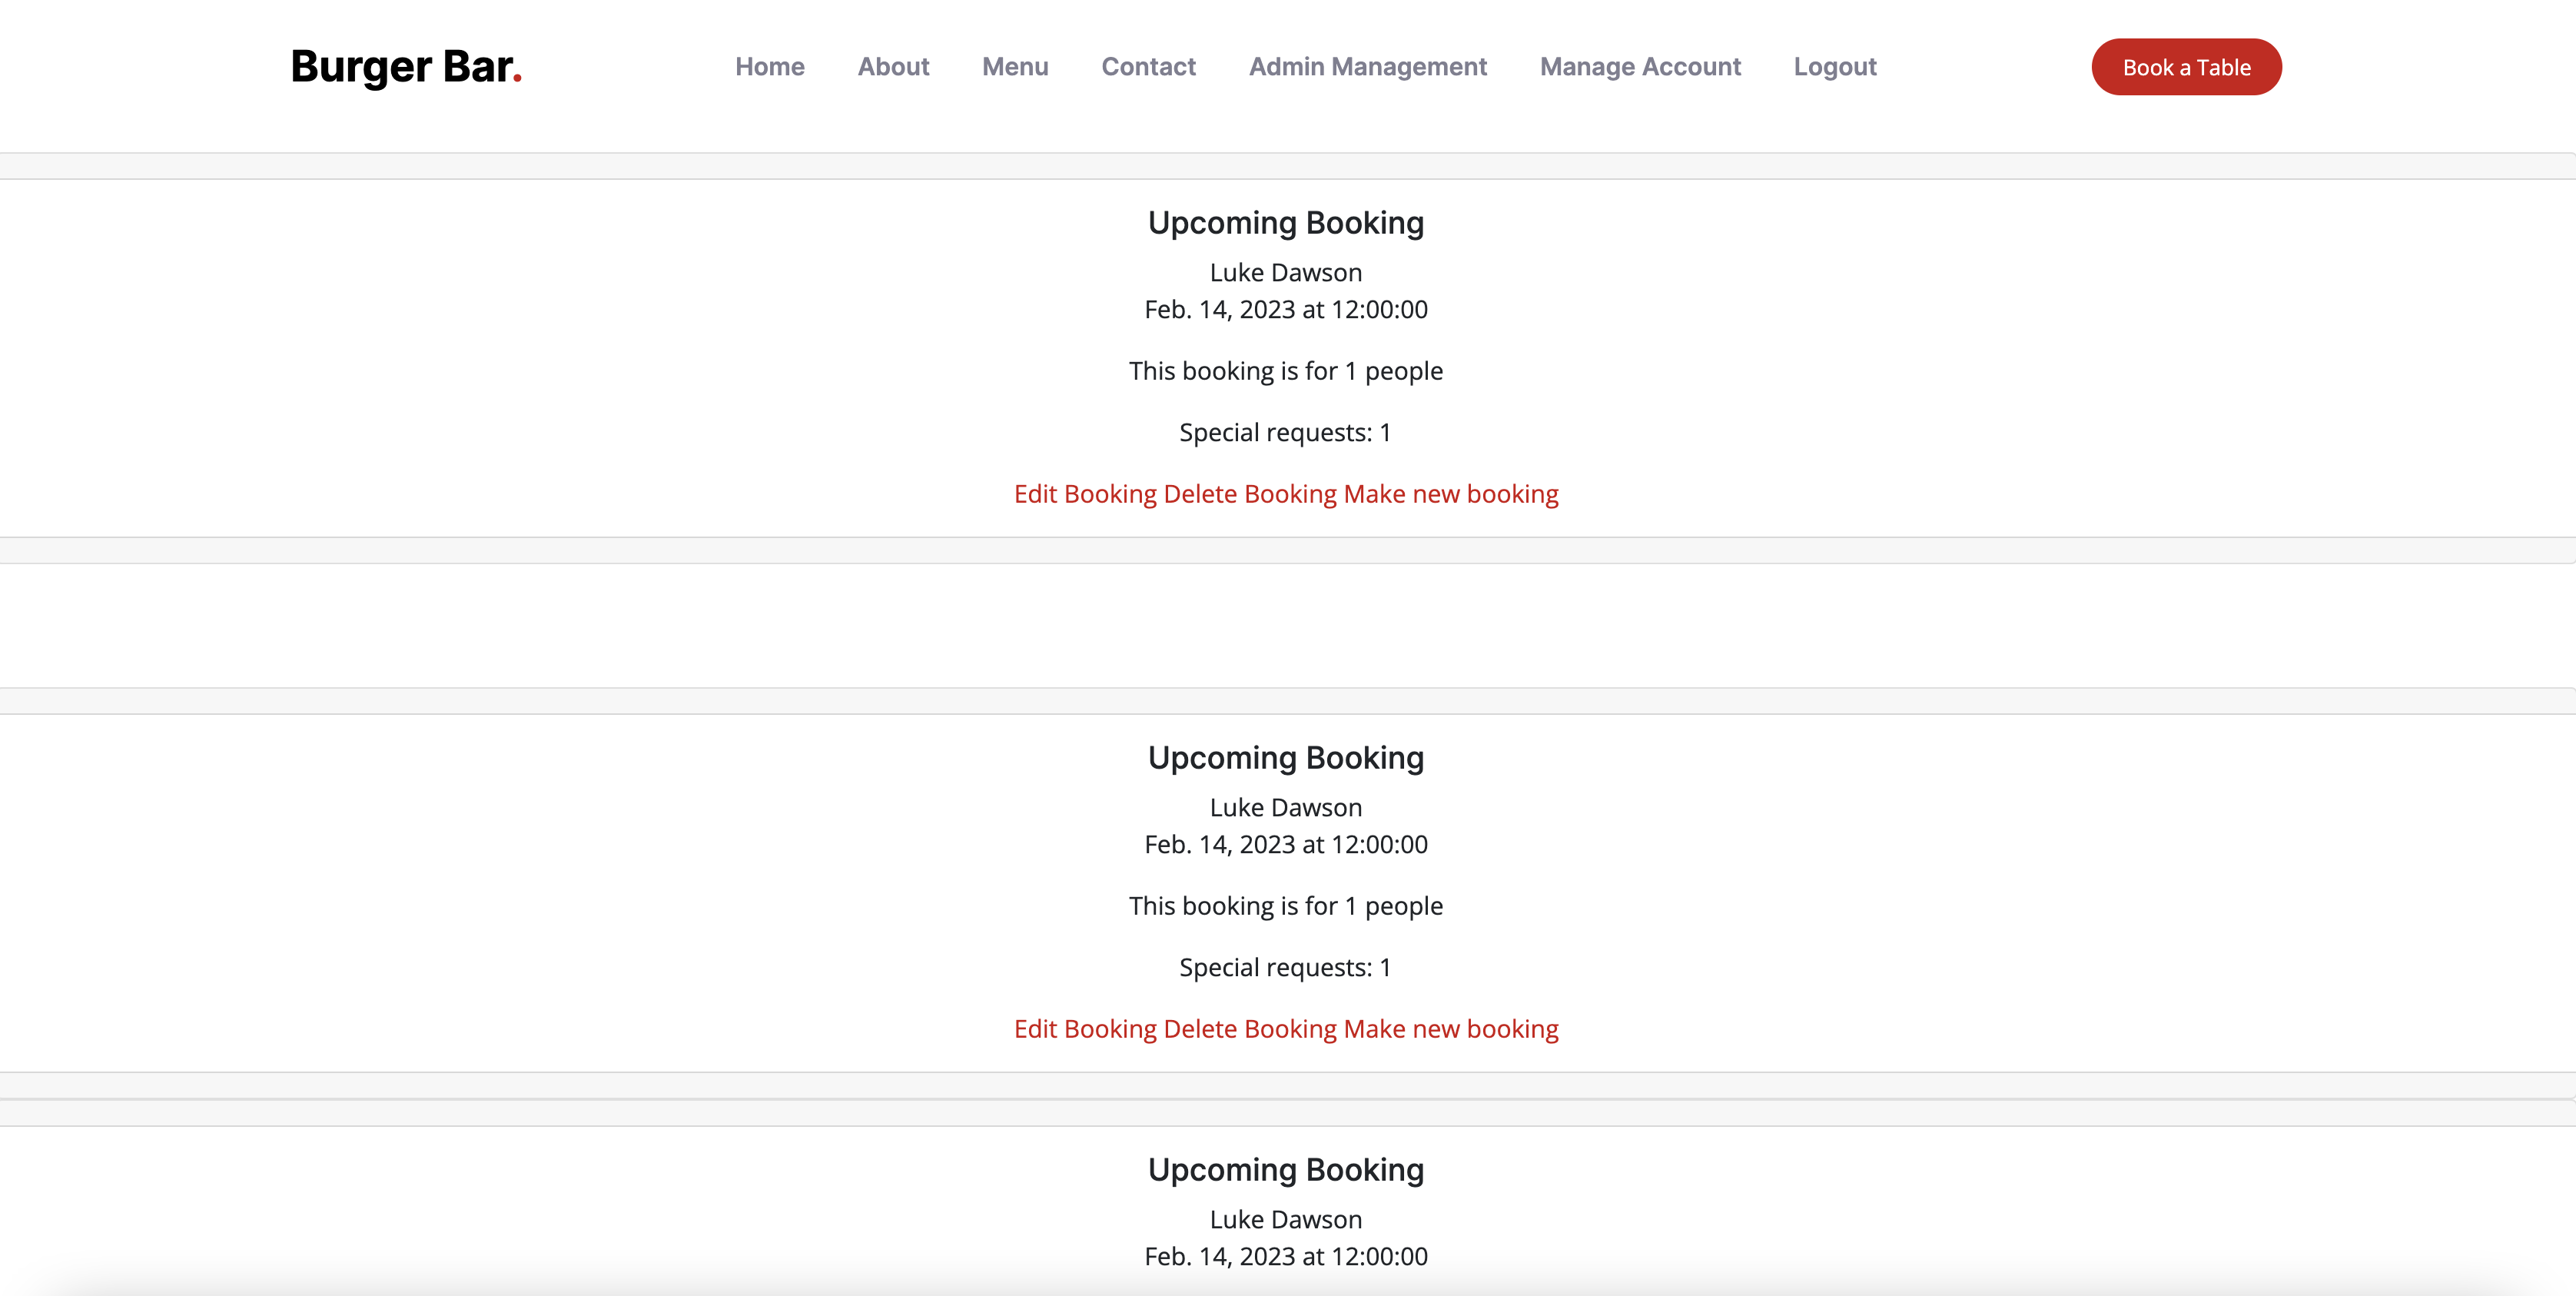 Burger Bar.
Home About Menu Contact Admin Management Manage Account Logout Book a Table
Upcoming Booking
Luke Dawson
Feb. 14, 2023 at 12:00:00
This booking is for 1 people
Special requests: 1
Edit Booking Delete Booking Make new booking
Upcoming Booking
Luke Dawson
Feb. 14, 2023 at 12:00:00
This booking is for 1 people
Special requests: 1
Edit Booking Delete Booking Make new booking
Upcoming Booking
Luke Dawson
Feb. 14, 2023 at 12:00:00